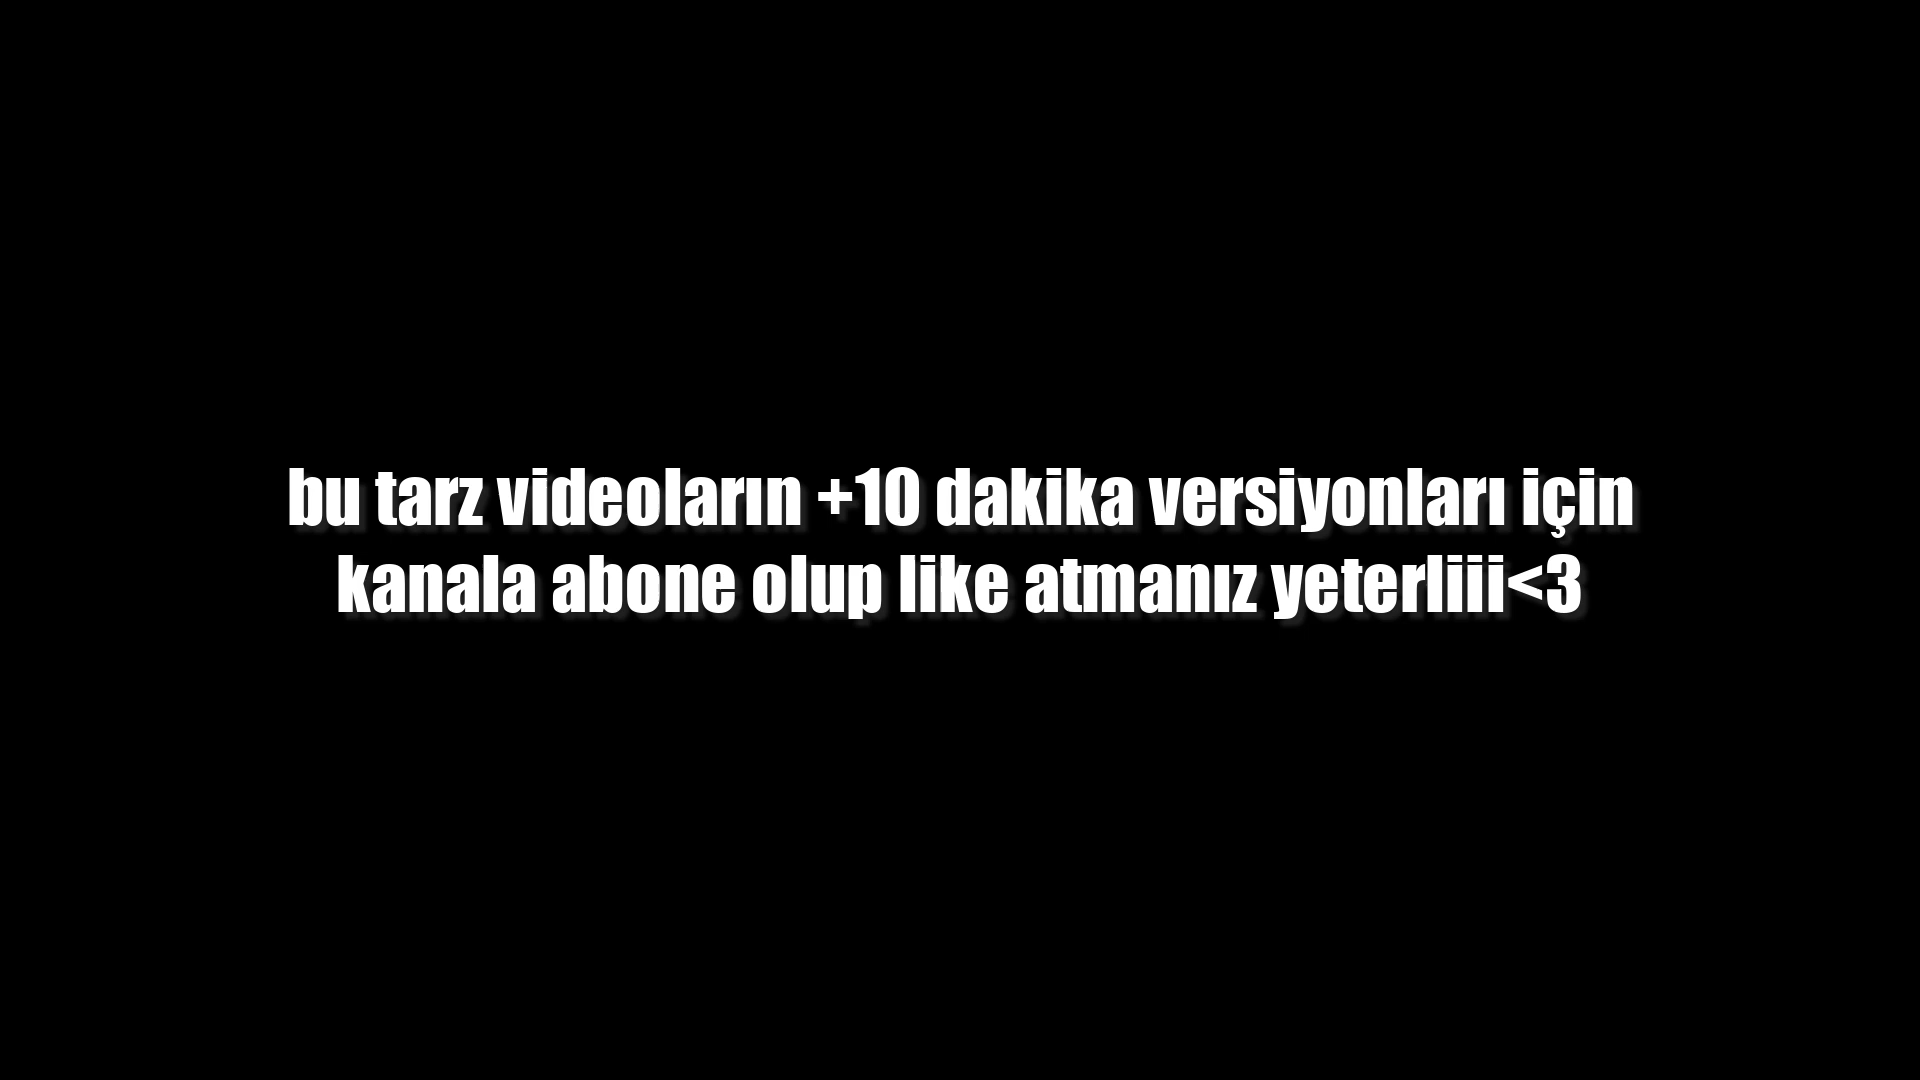 bu tarz videoların +10 dakika versiyonları için
kanala abone olup like atmanız yeterliii<3